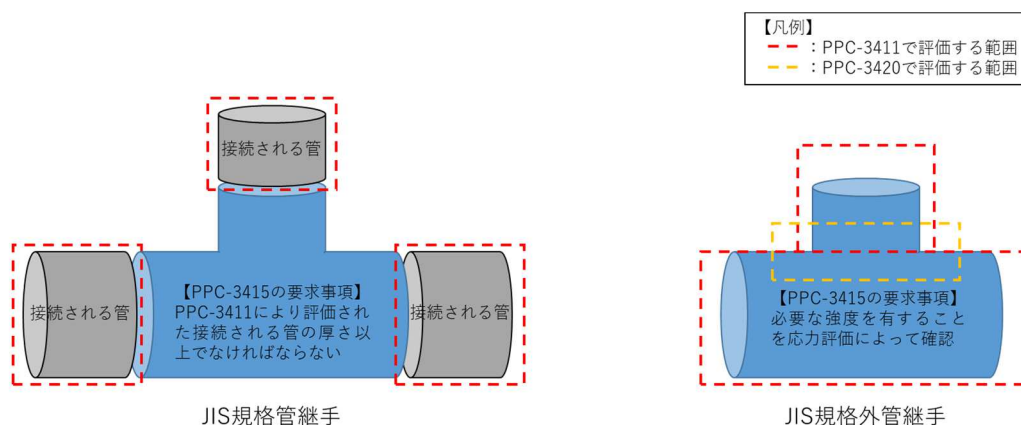 【凡例】
：PPC-3411で評価する範囲
：PPC-3420で評価する範囲
接続される管
接続される管
【PPC-3415の要求事項】
PPC-3411により評価され
た接続される管の厚さ以
上でなければならない
接続される管
JIS規格管継手
【PPC-3415の要求事項】
必要な強度を有すること
を応力評価によって確認
JIS規格外管継手